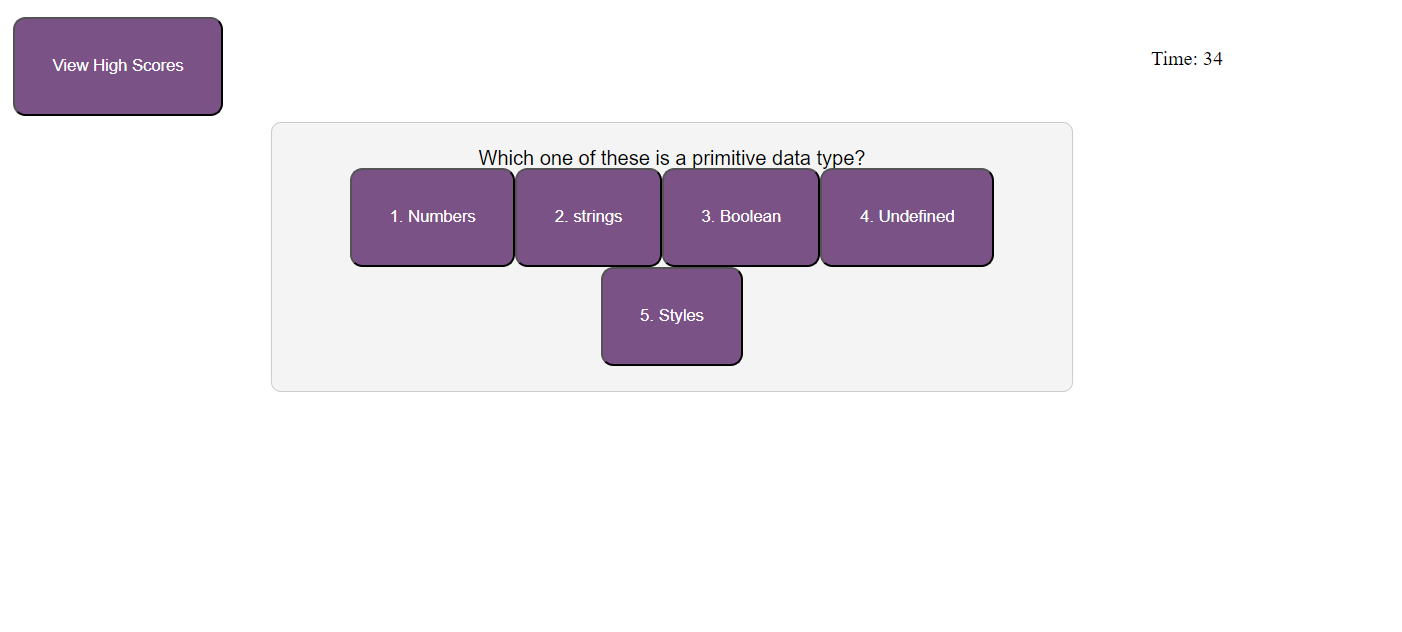 View High Scores
Time: 34
Which one of these is a primitive data type?
1. Numbers
2. strings
3. Boolean
4. Undefined
5. Styles